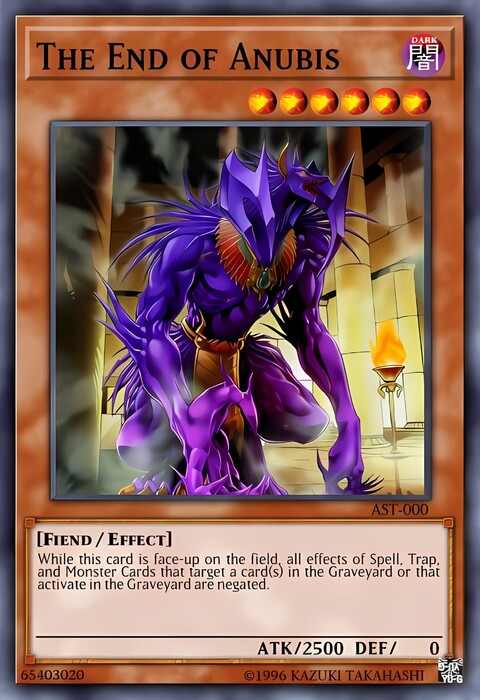 THE END OF ANUBIS
DARK
闇
AST-000
[FIEND / EFFECT]
While this card is face-up on the field, all effects of Spell, Trap,
and Monster Cards that target a card(s) in the Graveyard or that
activate in the Graveyard are negated.
ATK/2500 DEF/ 0
65403020
©1996 KAZUKI TAKAHASHI